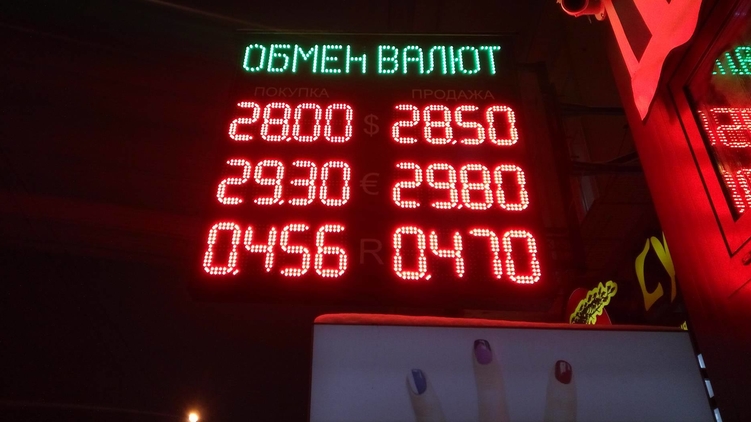 ОБМЕН ВАЛЮТ
ПОКУПКА ПРОДАЖА
28.00 $ 28.50
29.30 € 29.80
0.456 R 0.470